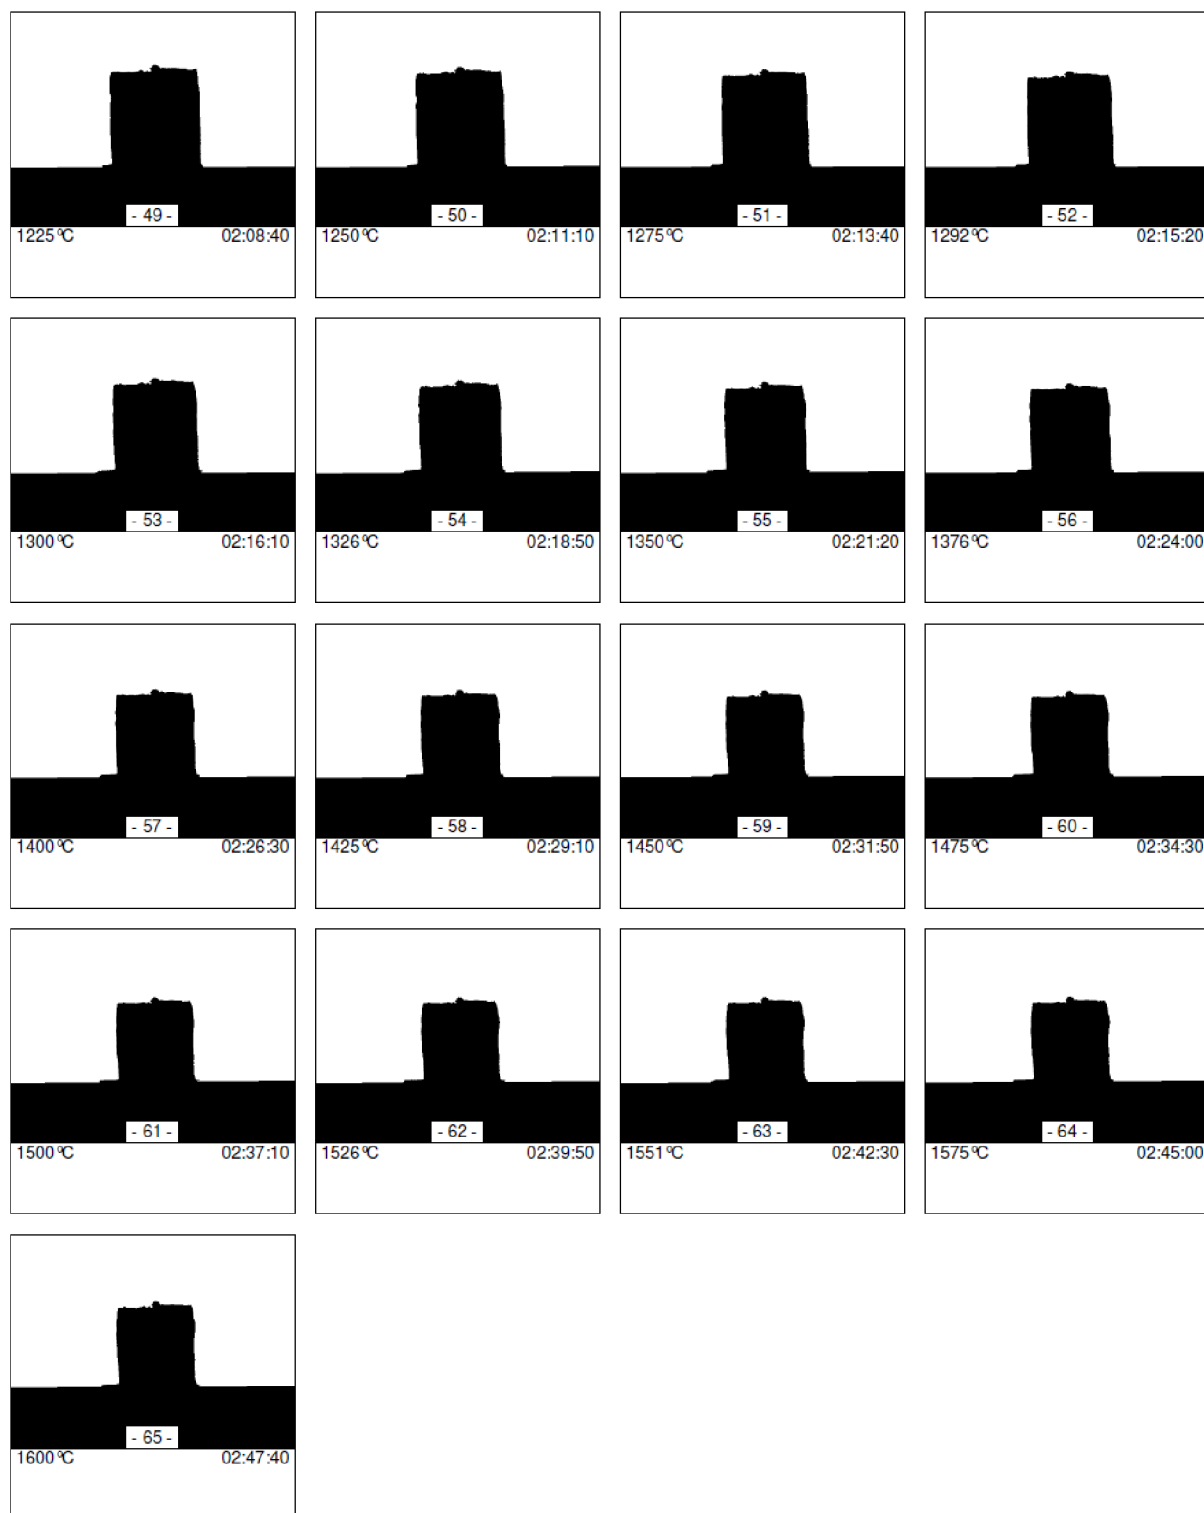 - 49 -
- 50 -
- 51 -
- 52 -
1225°C 02:08:40
1250°C 02:11:10
1275°C 02:13:40
1292°C 02:15:20
- 53 -
- 54 -
- 55 -
- 56 -
1300°C 02:16:10
1326°C 02:18:50
1350°C 02:21:20
1376°C 02:24:00
- 57 -
- 58 -
- 59 -
- 60 -
1400°C 02:26:30
1425°C 02:29:10
1450°C 02:31:50
1475°C 02:34:30
- 61 -
- 62 -
- 63 -
- 64 -
1500°C 02:37:10
1526°C 02:39:50
1551°C 02:42:30
1575°C 02:45:00
- 65 -
1600°C 02:47:40